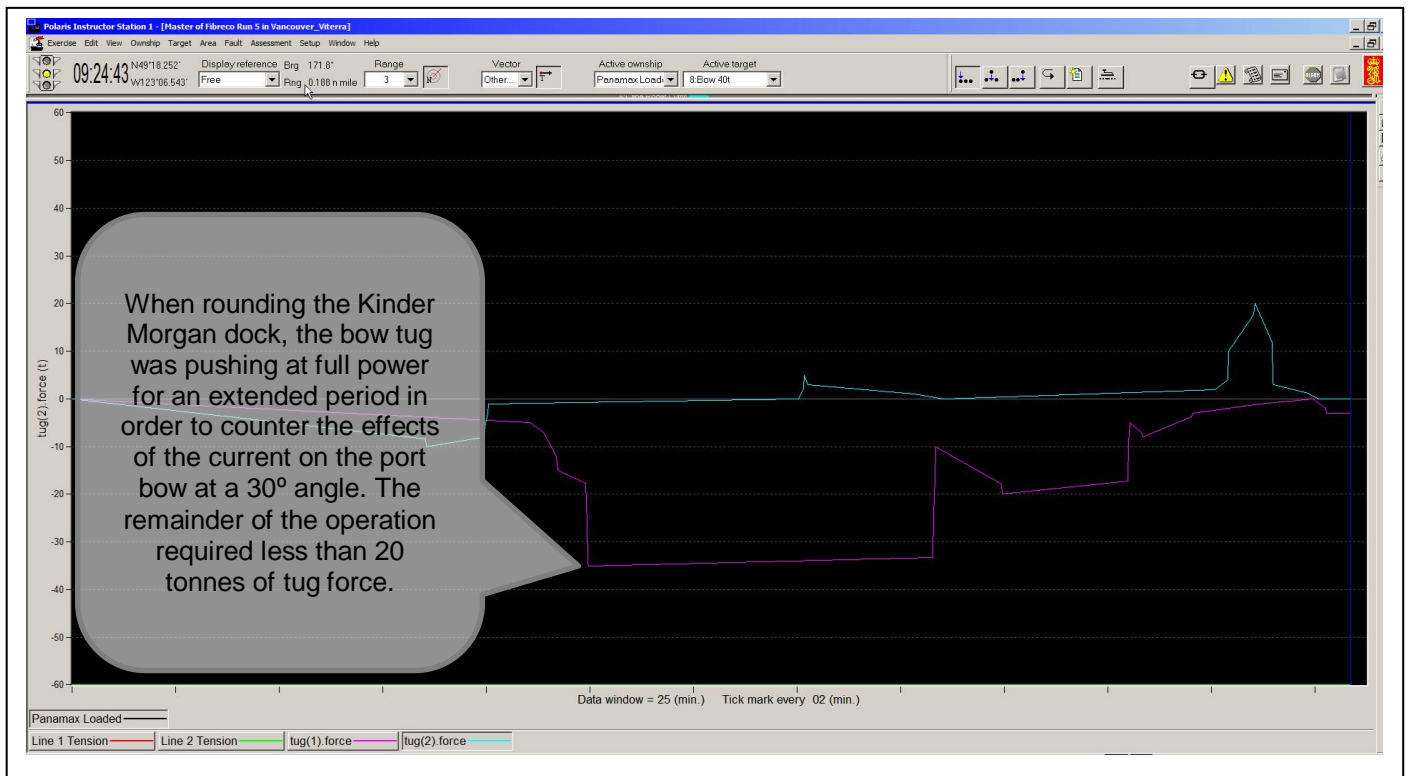 Polaris Instructor Station 1 - [Master of Fibreco Run 5 in Vancouver_Viterra]
Exercise Edit View Ownship Target Area Fault Assessment Setup Window Help
09:24:43
N49°18.252'
W123°06.543'
Display reference
Free
Brg 171.8°
Rng 0.188 n mile
Range
3
Vector
Other...
Active ownship
Panamax Load
Active target
8:Bow 40t
60
50
40
30
20
10
0
-10
-20
-30
-40
-50
-60
tug(2).force (t)
When rounding the Kinder
Morgan dock, the bow tug
was pushing at full power
for an extended period in
order to counter the effects
of the current on the port
bow at a 30º angle. The
remainder of the operation
required less than 20
tonnes of tug force.
Data window = 25 (min.) Tick mark every 02 (min.)
Panamax Loaded
Line 1 Tension
Line 2 Tension
tug(1).force
tug(2).force